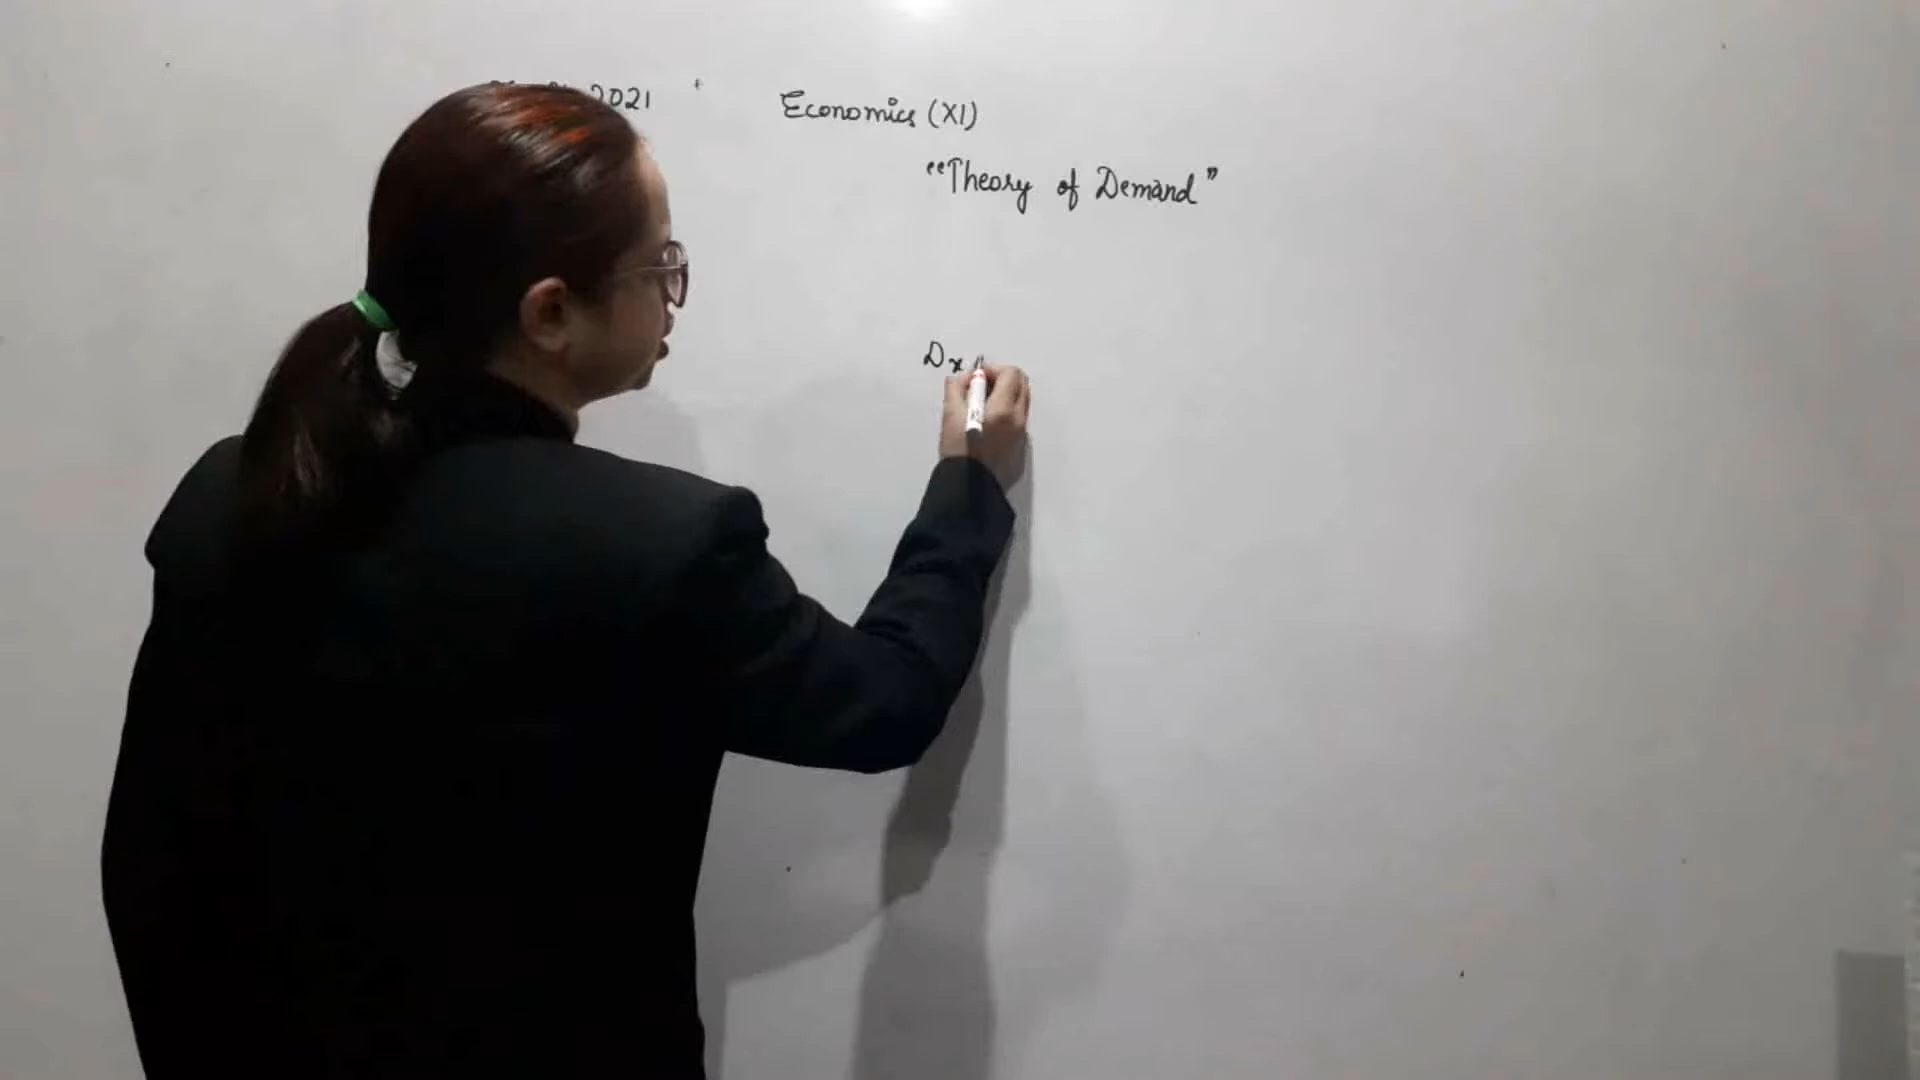 2021
Economics (XI)
"Theory of Demand"
Dx